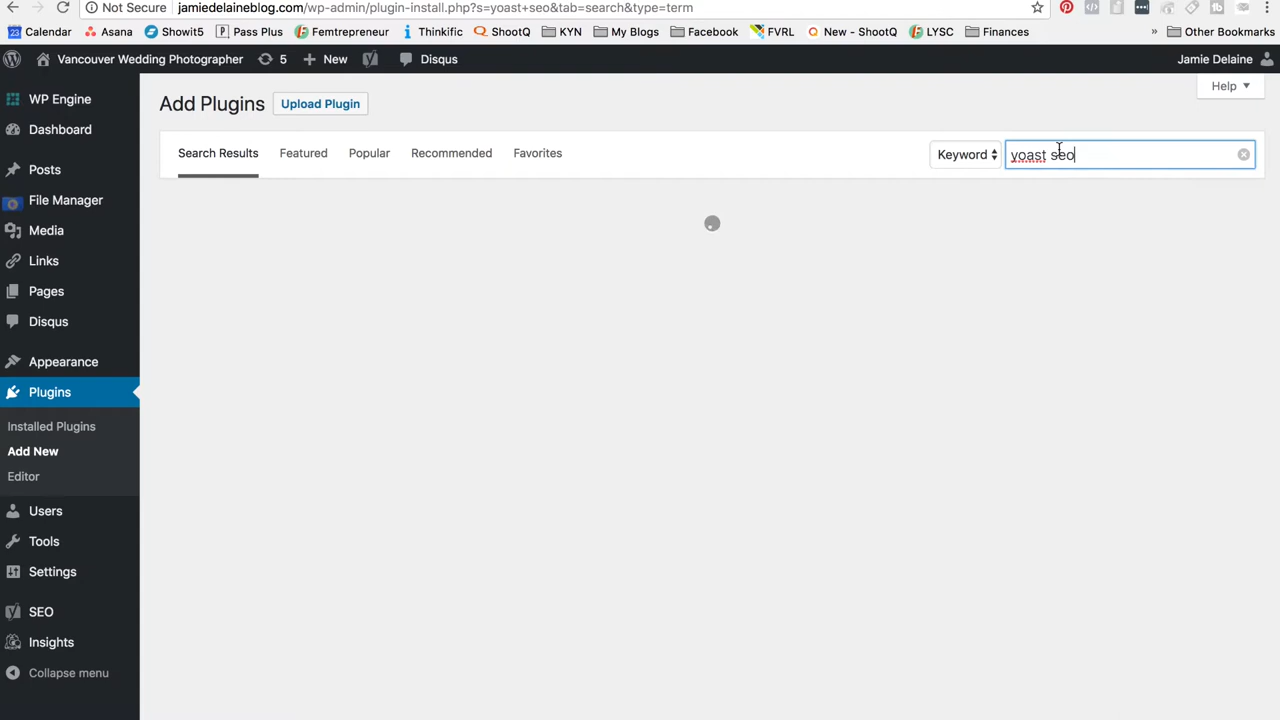 Not Secure jamiedelaineblog.com/wp-admin/plugin-install.php?s=yoast+seo&tab=search&type=term
Calendar Asana Showit5 Pass Plus Femtrepreneur Thinkific ShootQ KYN My Blogs Facebook FVRL New - ShootQ LYSC Finances » Other Bookmarks
Vancouver Wedding Photographer 5 New Disqus Jamie Delaine
WP Engine
Dashboard
Posts
File Manager
Media
Links
Pages
Disqus
Appearance
Plugins
Installed Plugins
Add New
Editor
Users
Tools
Settings
SEO
Insights
Collapse menu
Help
Add Plugins Upload Plugin
Search Results Featured Popular Recommended Favorites Keyword yoast seo